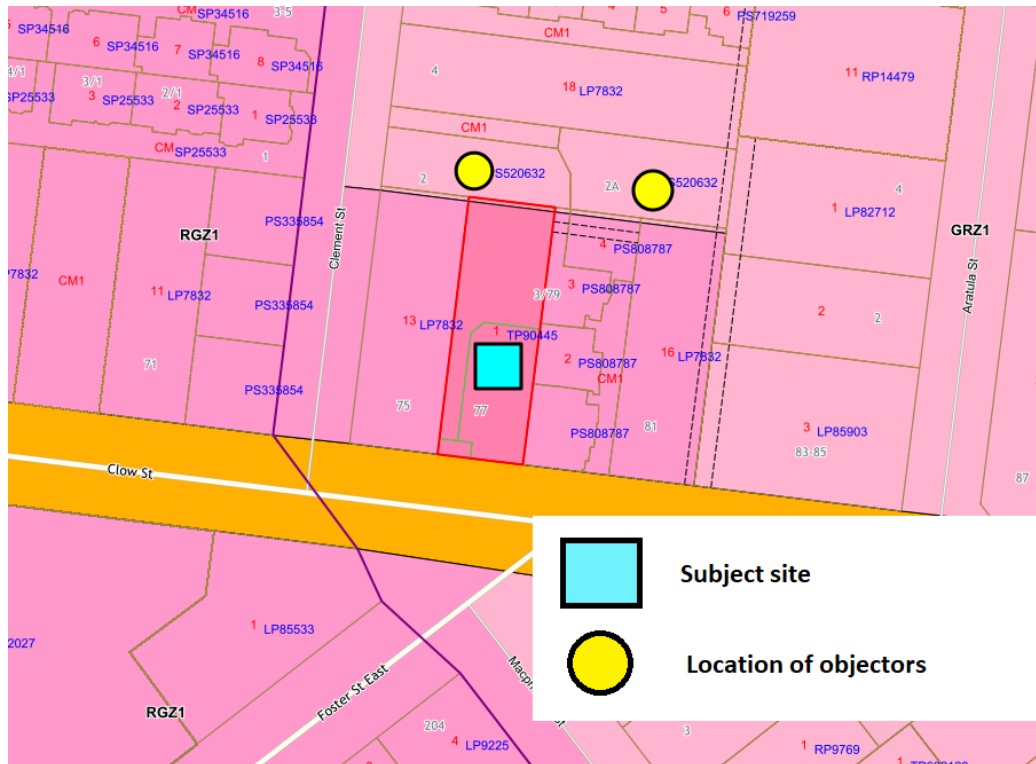 CM
SP34516
3-5
SP34516
6
SP34516
7
SP34516
8
SP34516
4/1
3/1
3
SP25533
2/1
2
SP25533
1
SP25533
SP25533
CM
SP25533
1
4
5
6
PS719259
CM1
4
18
LP7832
11
RP14479
CM1
2
S520632
2A
S520632
4
1
LP82712
GRZ1
RGZ1
PS335854
Clement St
LP7832
CM1
11
LP7832
PS335854
71
PS335854
13
LP7832
75
1
TP90445
77
3/79
4
PS808787
3
PS808787
2
PS808787
CM1
PS808787
16
LP7832
81
2
2
Aratula St
3
LP85903
83-85
87
Clow St
1
LP85533
2027
RGZ1
Foster St East
204
4
LP9225
3
1
RP9769
1
Subject site
Location of objectors